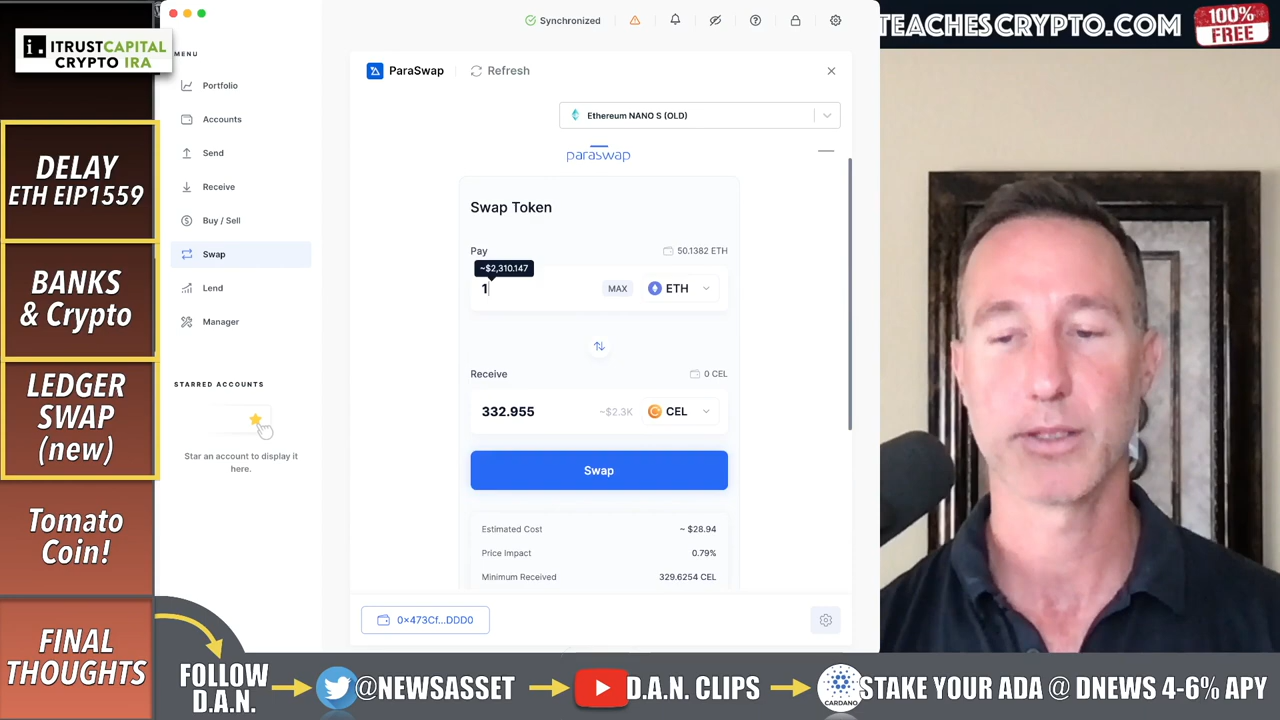 ITRUSTCAPITAL
CRYPTO IRA
DELAY
ETH EIP1559
BANKS
& Crypto
LEDGER
SWAP
(new)
Tomato
Coin!
FINAL
THOUGHTS
MENU
Portfolio
Accounts
Send
Receive
Buy / Sell
Swap
Lend
Manager
STARRED ACCOUNTS
Star an account to display it
here.
Synchronized
ParaSwap
Refresh
Ethereum NANO S (OLD)
paraswap
Swap Token
Pay
50.1382 ETH
~$2,310.147
1
MAX
ETH
Receive
0 CEL
332.955
~$2.3K
CEL
Swap
Estimated Cost
~ $28.94
Price Impact
0.79%
Minimum Received
329.6254 CEL
0x473Cf...DDD0
TEACHESCRYPTO.COM
100%
FREE
FOLLOW
D.A.N.
@NEWSASSET
D.A.N. CLIPS
CARDANO
STAKE YOUR ADA @ DNEWS 4-6% APY